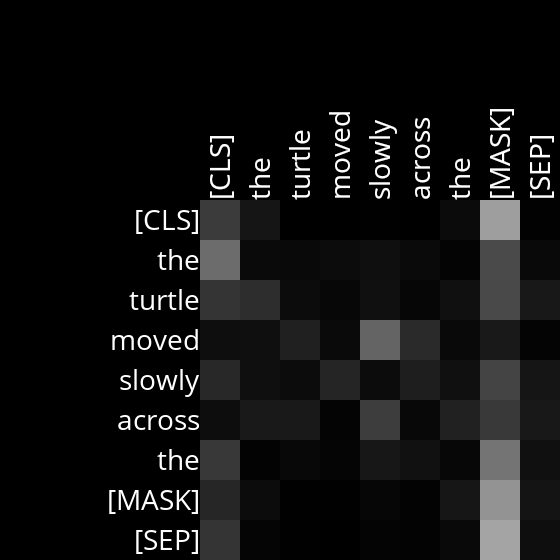 [CLS] the turtle moved slowly across the [MASK] [SEP]
[CLS]
the
turtle
moved
slowly
across
the
[MASK]
[SEP]